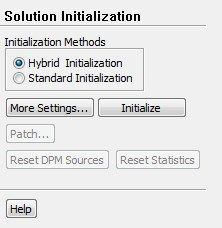 Solution Initialization
Initialization Methods
Hybrid Initialization
Standard Initialization
More Settings... Initialize
Patch...
Reset DPM Sources Reset Statistics
Help